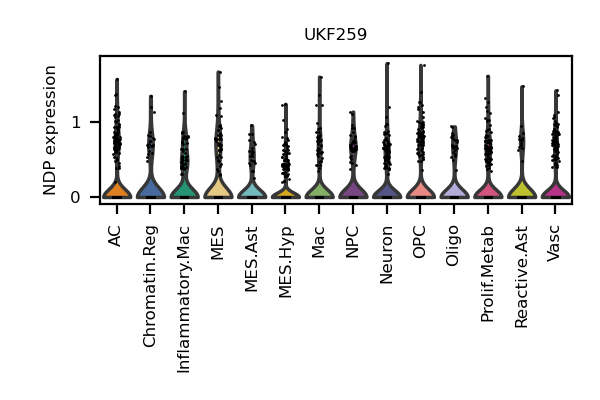 UKF259
NDP expression
1
0
AC
Chromatin.Reg
Inflammatory.Mac
MES
MES.Ast
MES.Hyp
Mac
NPC
Neuron
OPC
Oligo
Prolif.Metab
Reactive.Ast
Vasc